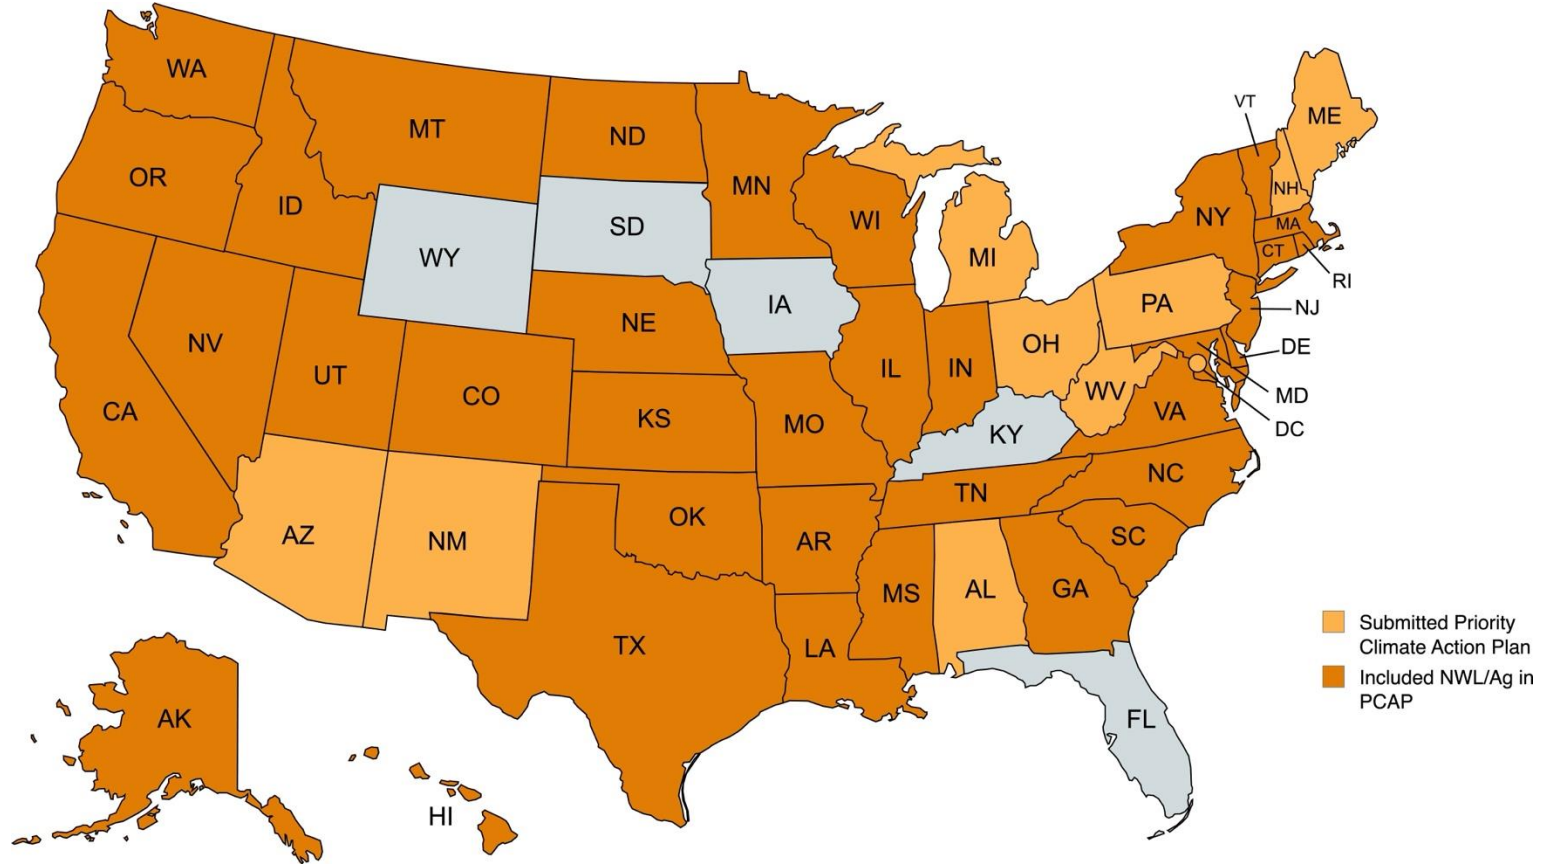 WA
MT
ND
MN
VT
ME
OR
ID
WI
NH
NY
MA
WY
SD
MI
CT
RI
IA
PA
NJ
NV
NE
OH
DE
UT
CO
IL
IN
WV
MD
CA
KS
MO
KY
VA
DC
AZ
NM
OK
AR
TN
NC
SC
MS
AL
GA
TX
LA
Submitted Priority
Climate Action Plan
Included NWL/Ag in
PCAP
AK
FL
HI